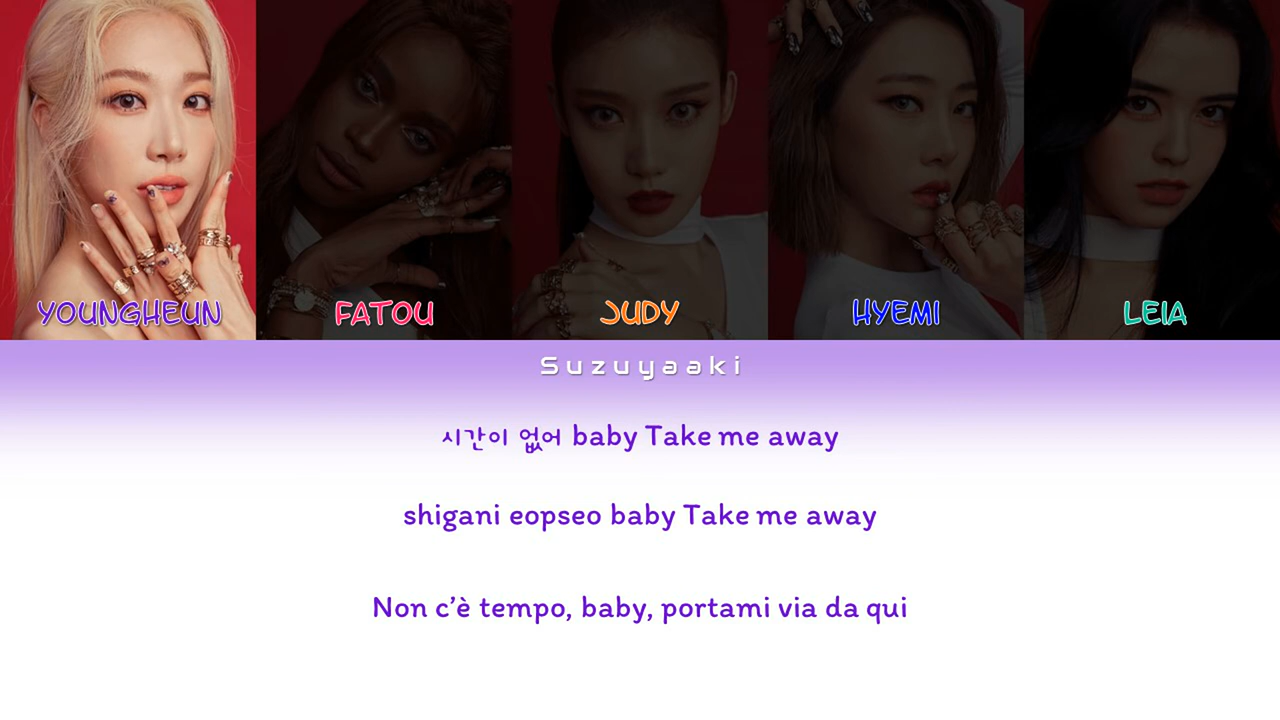 YOUNGHEUN FATOU JUDY HYEMI LEIA
Suzuyaaki
시간이 없어 baby Take me away
shigani eopseo baby Take me away
Non c’è tempo, baby, portami via da qui